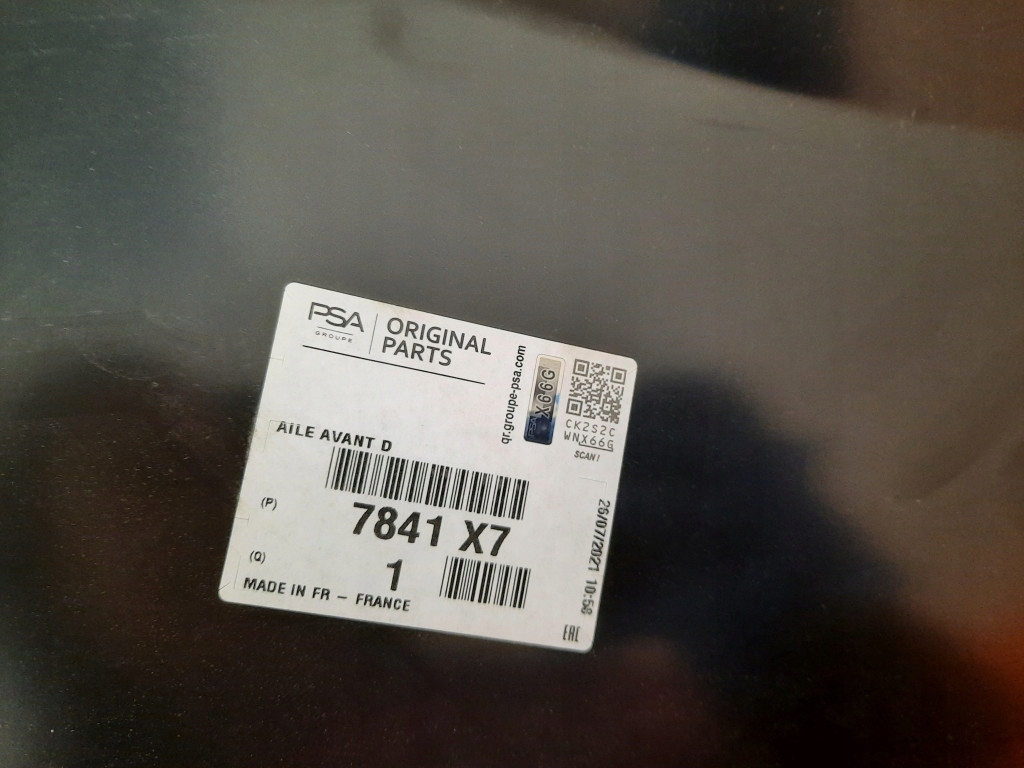 PSA
GROUPE
ORIGINAL
PARTS
qr.groupe-psa.com
X66G
CK2S2C
WNX66G
SCAN!
AILE AVANT D
(P)
7841 X7
(Q)
1
MADE IN FR – FRANCE
26/07/2021 10:58
EAC